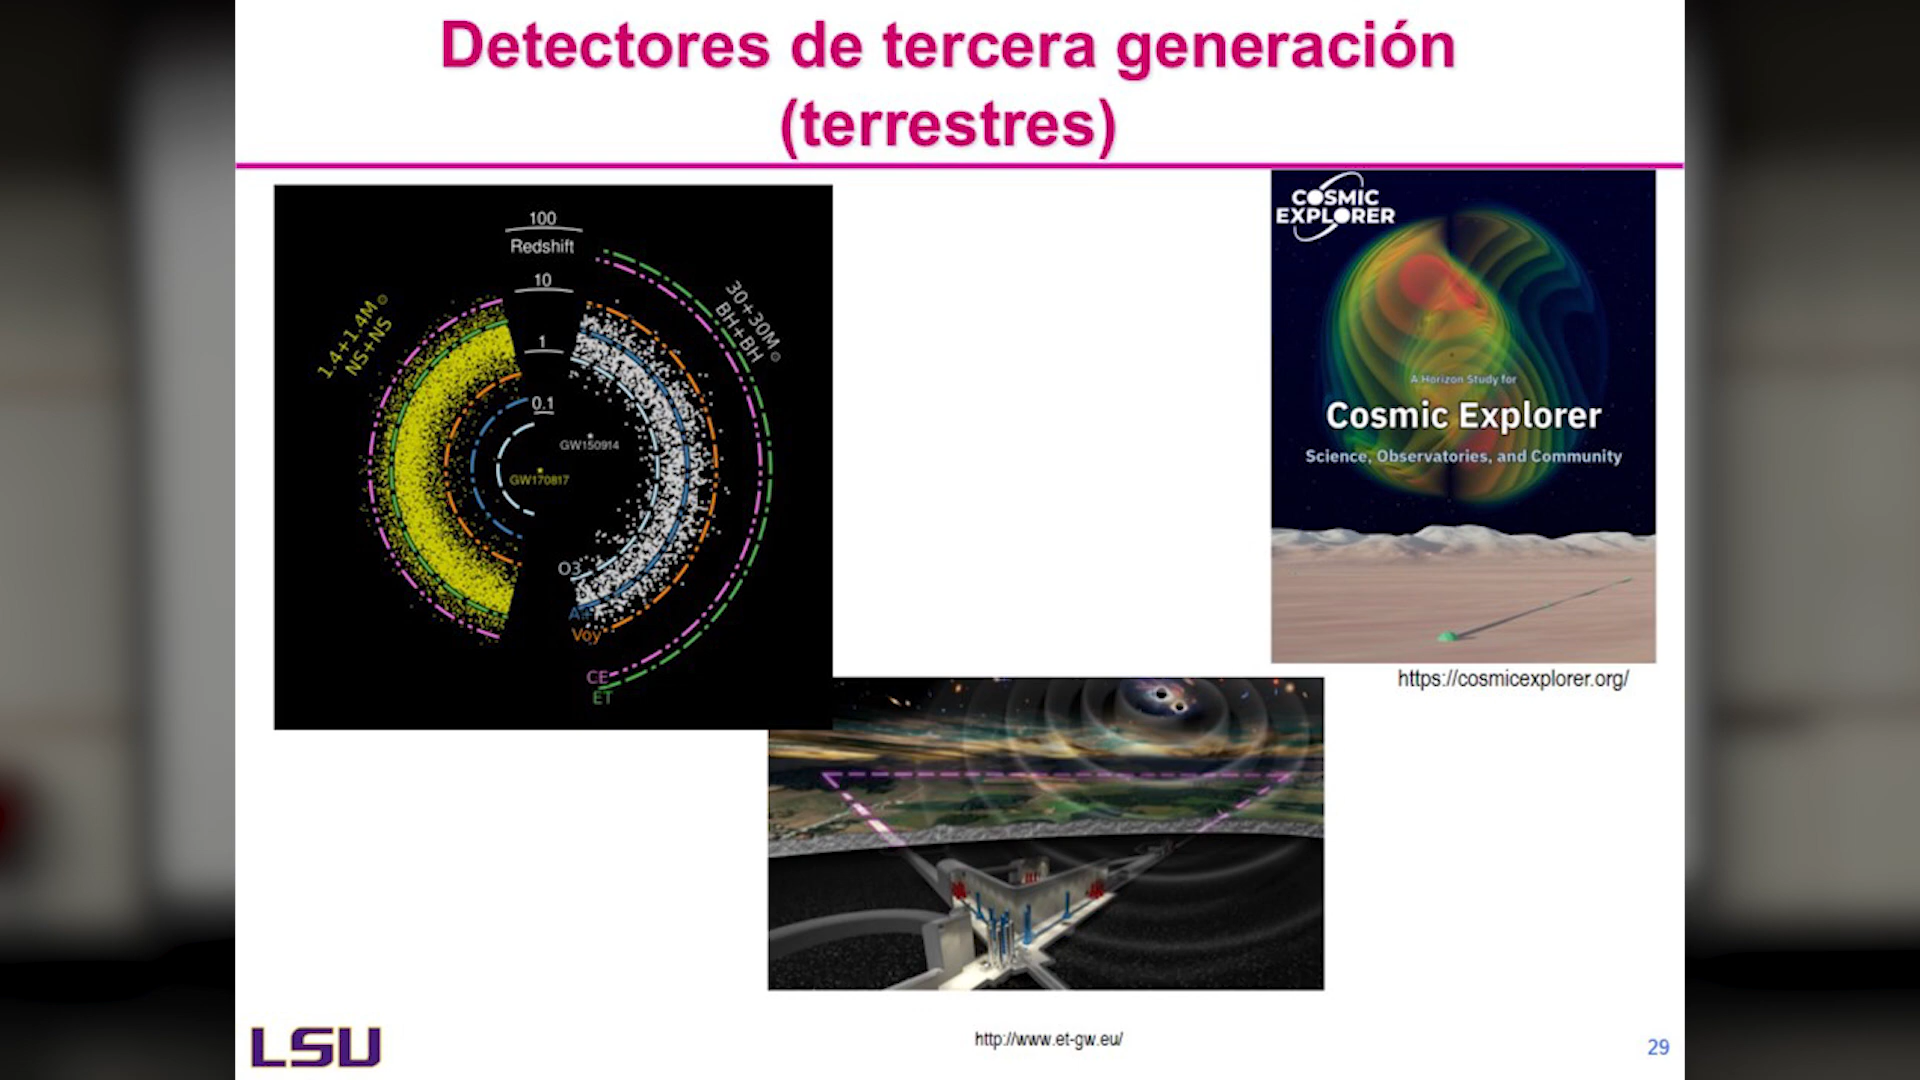 Detectores de tercera generación
(terrestres)
100
Redshift
10
1
0.1
1.4+1.4M⊙
NS+NS
30+30M⊙
BH+BH
GW150914
GW170817
O3
Voy
CE
ET
COSMIC
EXPLORER
A Horizon Study for
Cosmic Explorer
Science, Observatories, and Community
https://cosmicexplorer.org/
http://www.et-gw.eu/
LSU
29